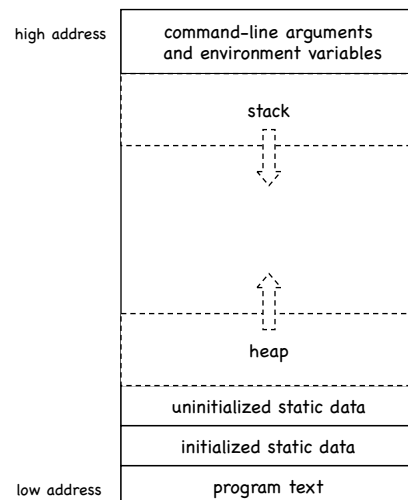 high address
command-line arguments
and environment variables
stack
heap
uninitialized static data
initialized static data
low address
program text